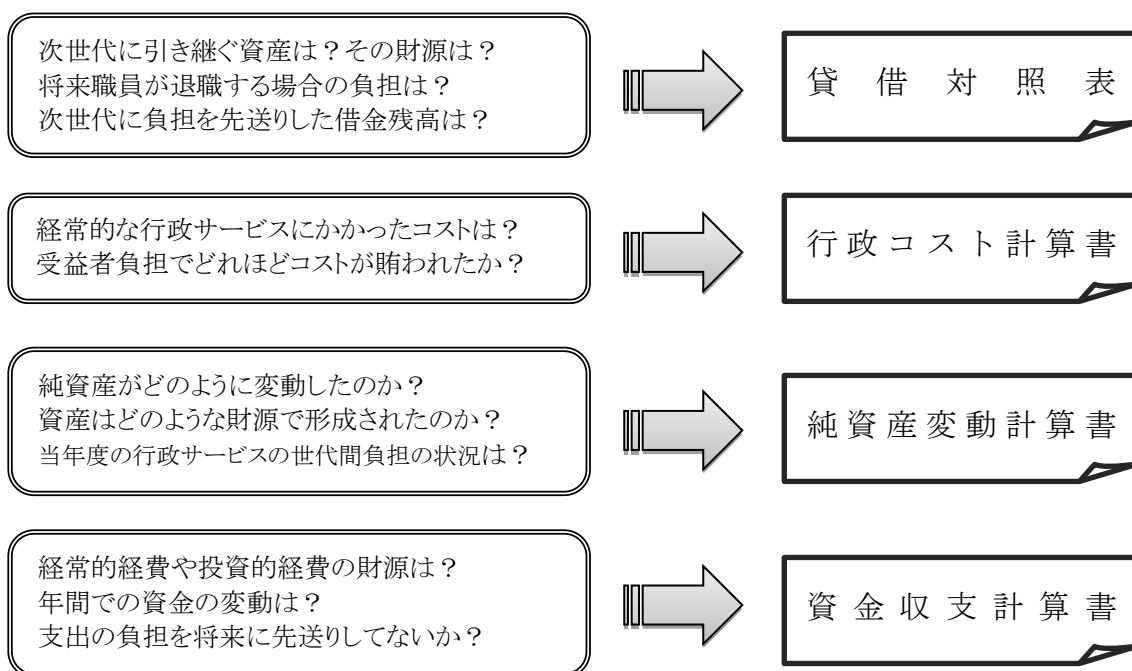 次世代に引き継ぐ資産は？その財源は？
将来職員が退職する場合の負担は？
次世代に負担を先送りした借金残高は？
貸借対照表
経常的な行政サービスにかかったコストは？
受益者負担でどれほどコストが賄われたか？
行政コスト計算書
純資産がどのように変動したのか？
資産はどのような財源で形成されたのか？
当年度の行政サービスの世代間負担の状況は？
純資産変動計算書
経常的経費や投資的経費の財源は？
年間での資金の変動は？
支出の負担を将来に先送りしてないか？
資金収支計算書